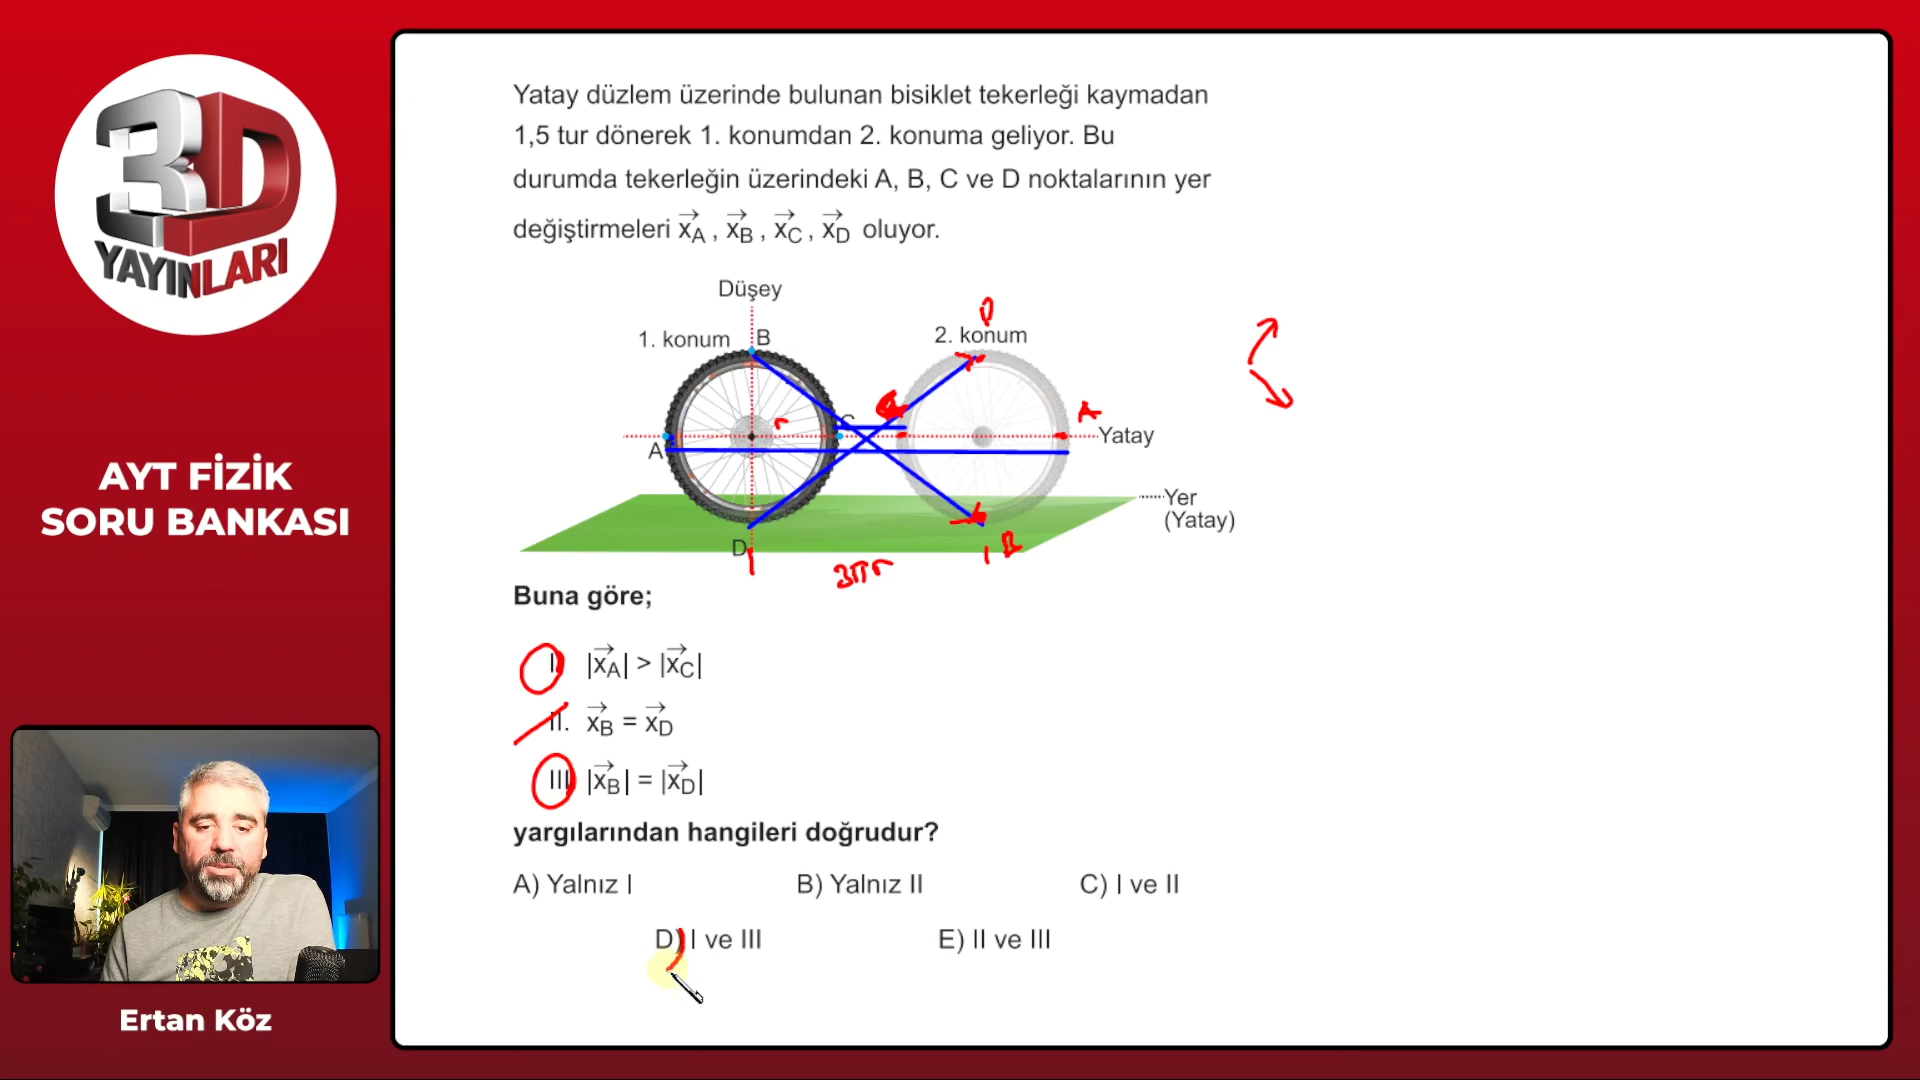 3D
YAYINLARI
AYT FİZİK
SORU BANKASI
Ertan Köz
Yatay düzlem üzerinde bulunan bisiklet tekerleği kaymadan
1,5 tur dönerek 1. konumdan 2. konuma geliyor. Bu
durumda tekerleğin üzerindeki A, B, C ve D noktalarının yer
değiştirmeleri x⃗A , x⃗B , x⃗C , x⃗D oluyor.
Düşey
1. konum B
2. konum
D
C
r
A
A
Yatay
Yer
(Yatay)
D
3πr
B
Buna göre;
I. |x⃗A| > |x⃗C|
II. x⃗B = x⃗D
III. |x⃗B| = |x⃗D|
yargılarından hangileri doğrudur?
A) Yalnız I B) Yalnız II C) I ve II
D) I ve III E) II ve III